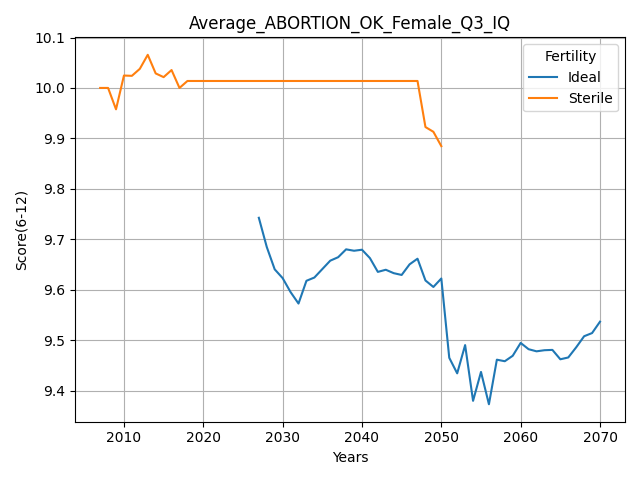 Average_ABORTION_OK_Female_Q3_IQ
Fertility
Ideal
Sterile
Score(6-12)
10.1
10.0
9.9
9.8
9.7
9.6
9.5
9.4
2010 2020 2030 2040 2050 2060 2070
Years